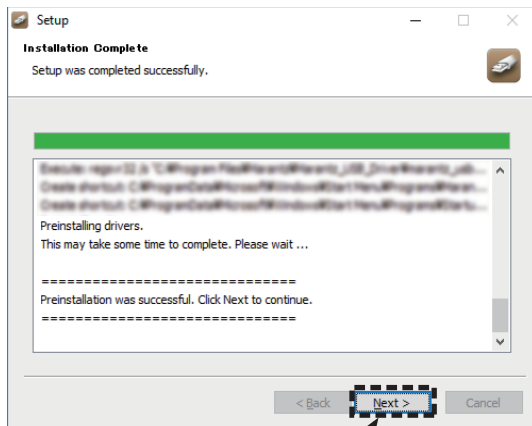 Setup
Installation Complete
Setup was completed successfully.
Preinstalling drivers.
This may take some time to complete. Please wait ...
==============================
Preinstallation was successful. Click Next to continue.
==============================
< Back
Next >
Cancel